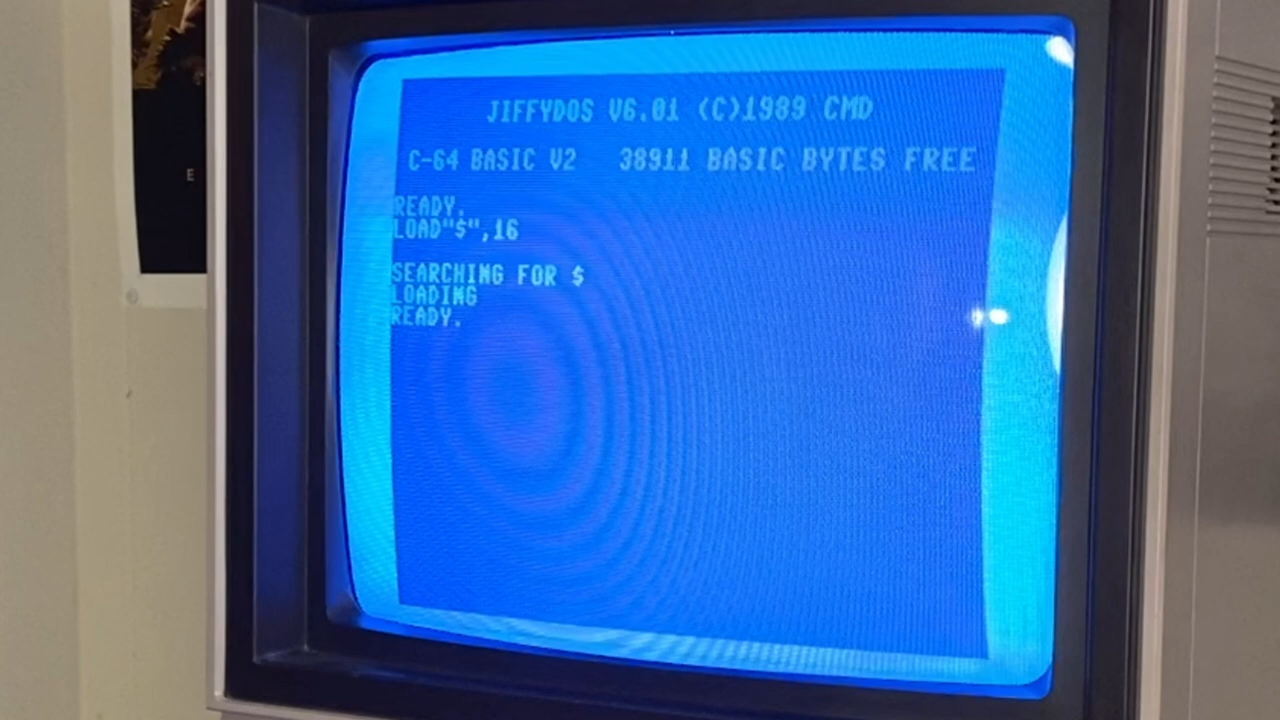 JIFFYDOS V6.01 (C)1989 CMD
C-64 BASIC V2   38911 BASIC BYTES FREE
READY.
LOAD"$",16
SEARCHING FOR $
LOADING
READY.
E